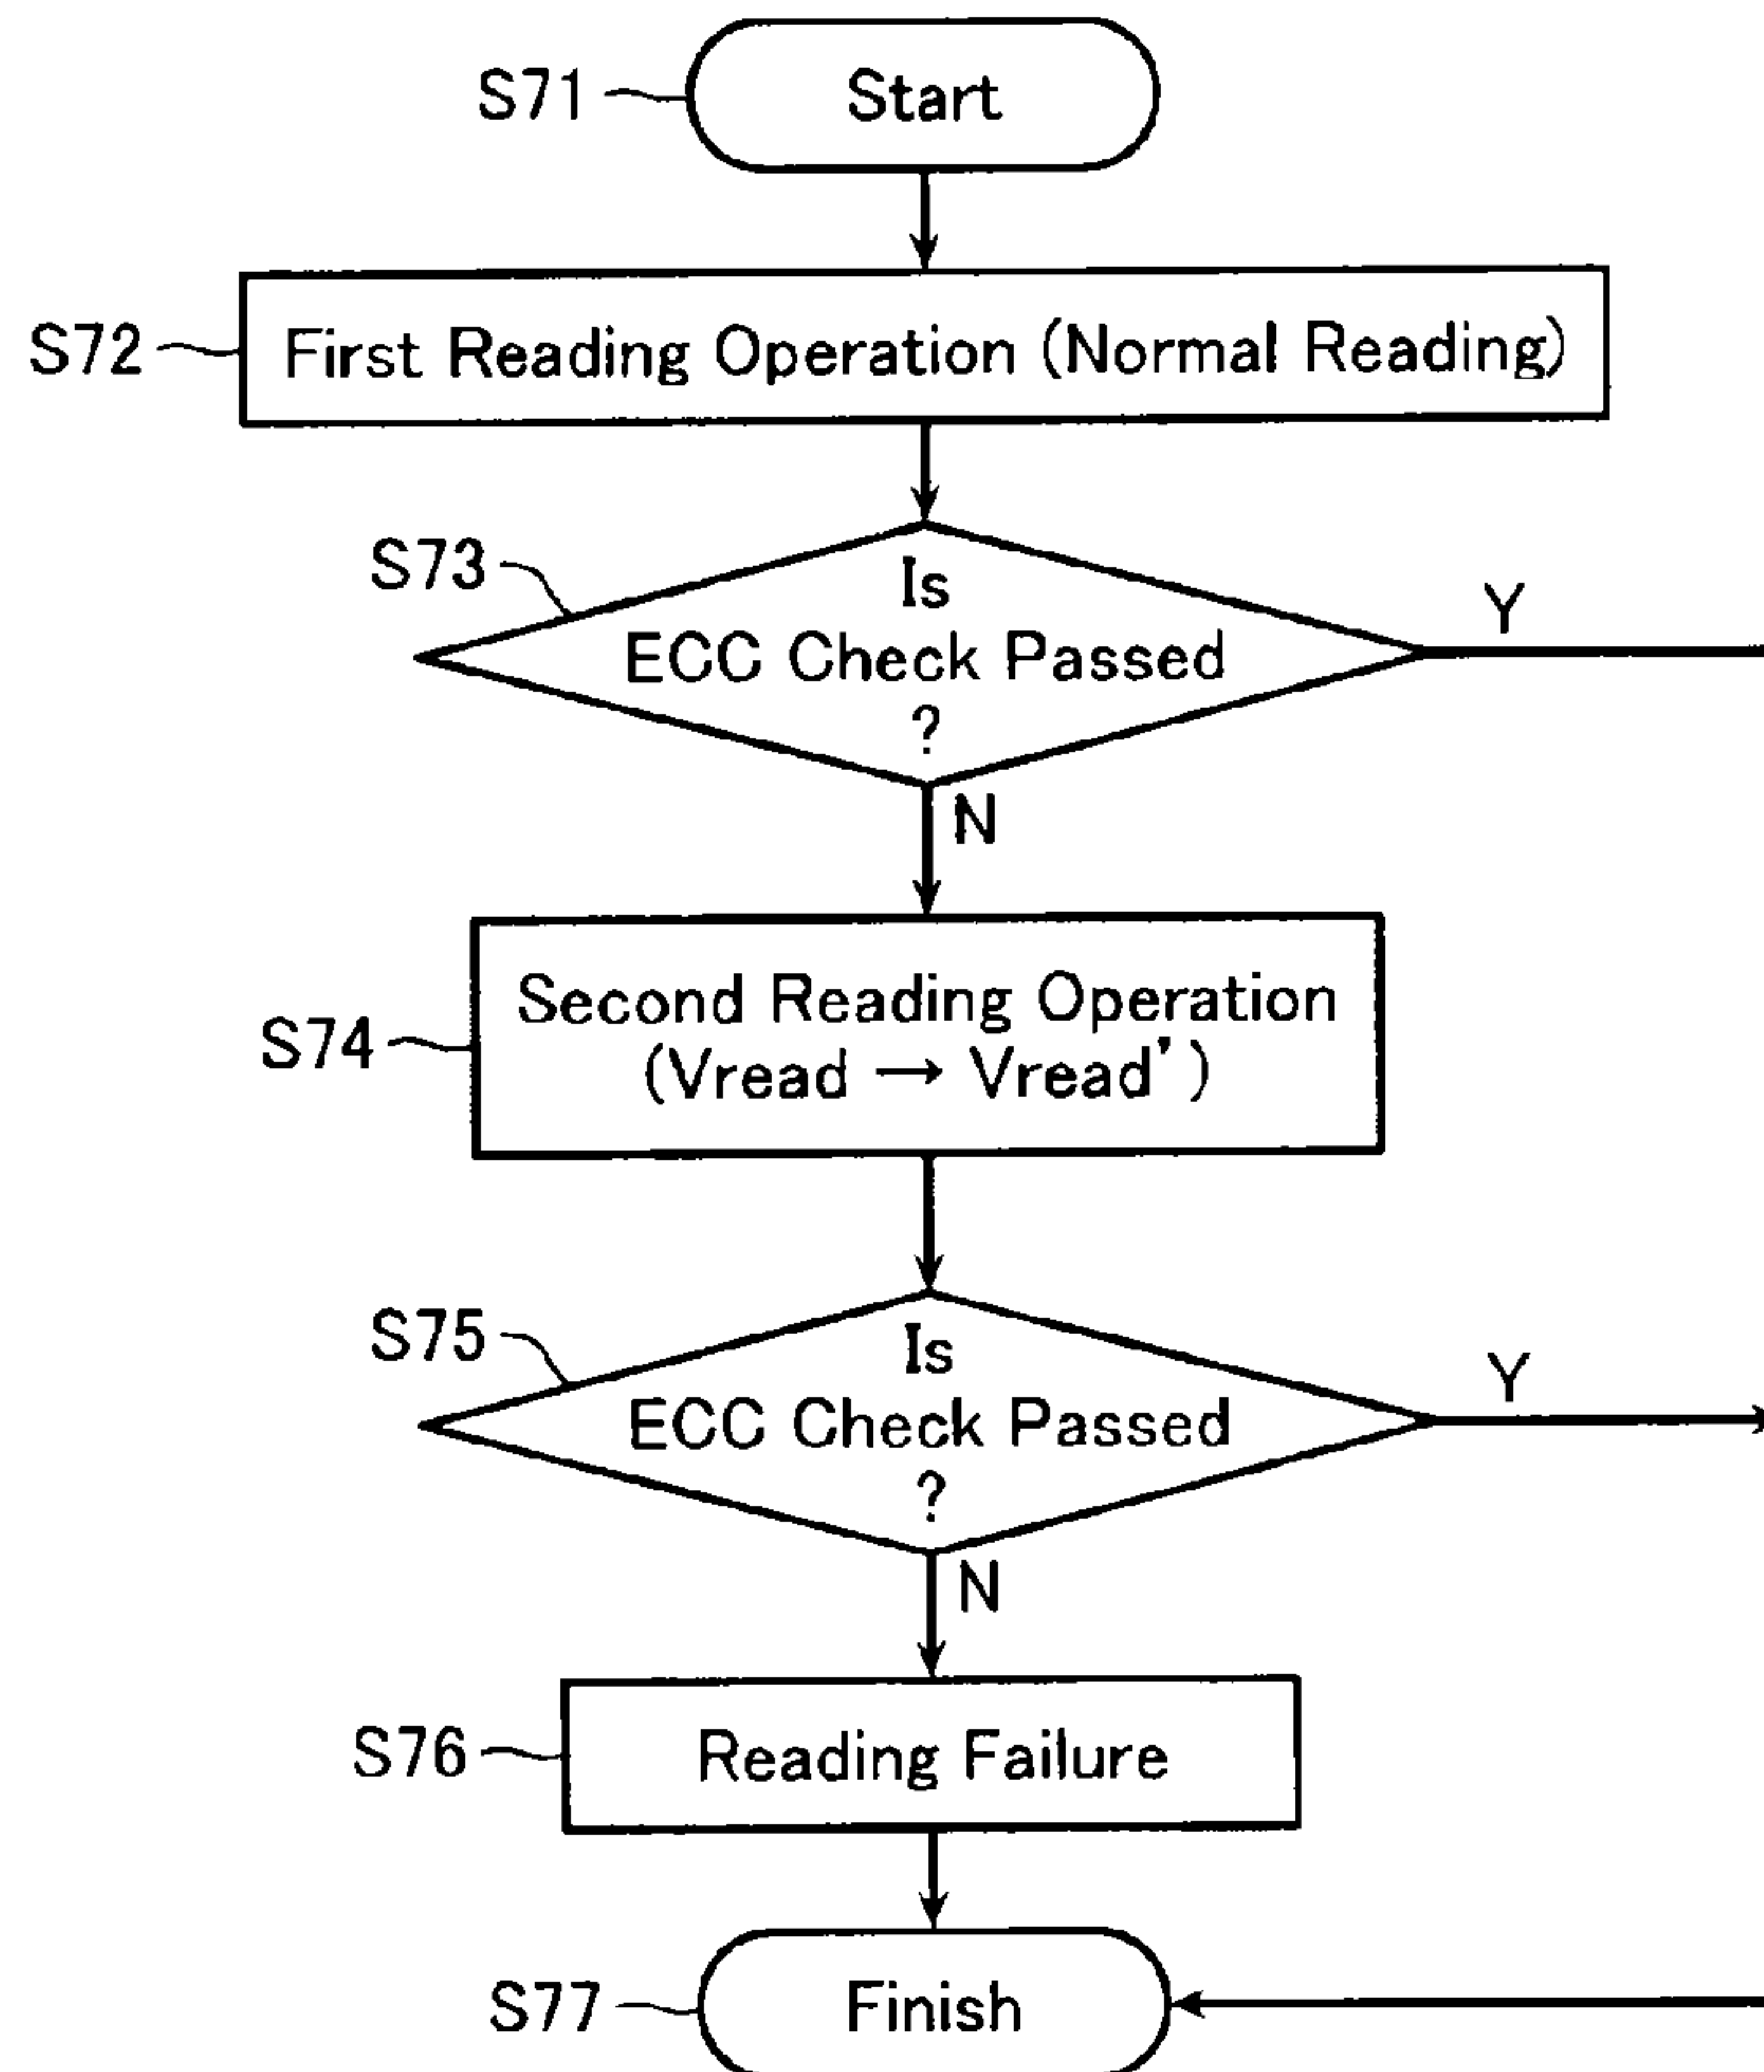 S71
Start
S72
First Reading Operation (Normal Reading)
S73
Is
ECC Check Passed
?
Y
N
S74
Second Reading Operation
(Vread → Vread')
S75
Is
ECC Check Passed
?
Y
N
S76
Reading Failure
S77
Finish